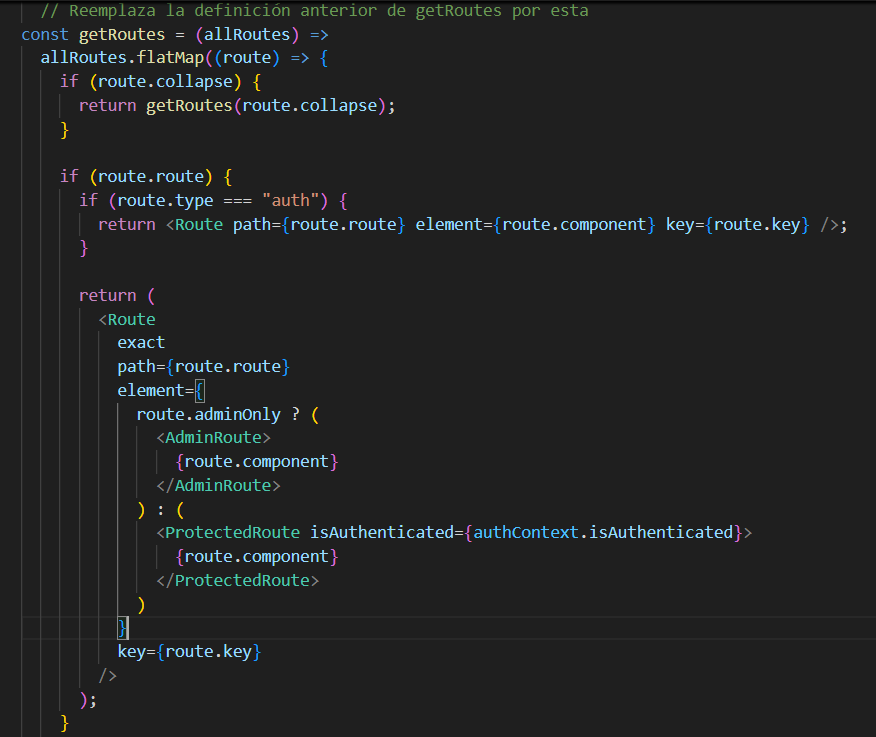 // Reemplaza la definición anterior de getRoutes por esta
const getRoutes = (allRoutes) =>
  allRoutes.flatMap((route) => {
    if (route.collapse) {
      return getRoutes(route.collapse);
    }
    if (route.route) {
      if (route.type === "auth") {
        return <Route path={route.route} element={route.component} key={route.key} />;
      }
      return (
        <Route
          exact
          path={route.route}
          element={
            route.adminOnly ? (
              <AdminRoute>
                {route.component}
              </AdminRoute>
            ) : (
              <ProtectedRoute isAuthenticated={authContext.isAuthenticated}>
                {route.component}
              </ProtectedRoute>
            )
          }
          key={route.key}
        />
      );
    }